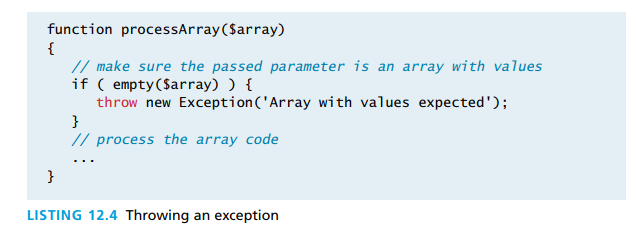 function processArray($array)
{
// make sure the passed parameter is an array with values
if ( empty($array) ) {
throw new Exception('Array with values expected');
}
// process the array code
...
}
LISTING 12.4 Throwing an exception